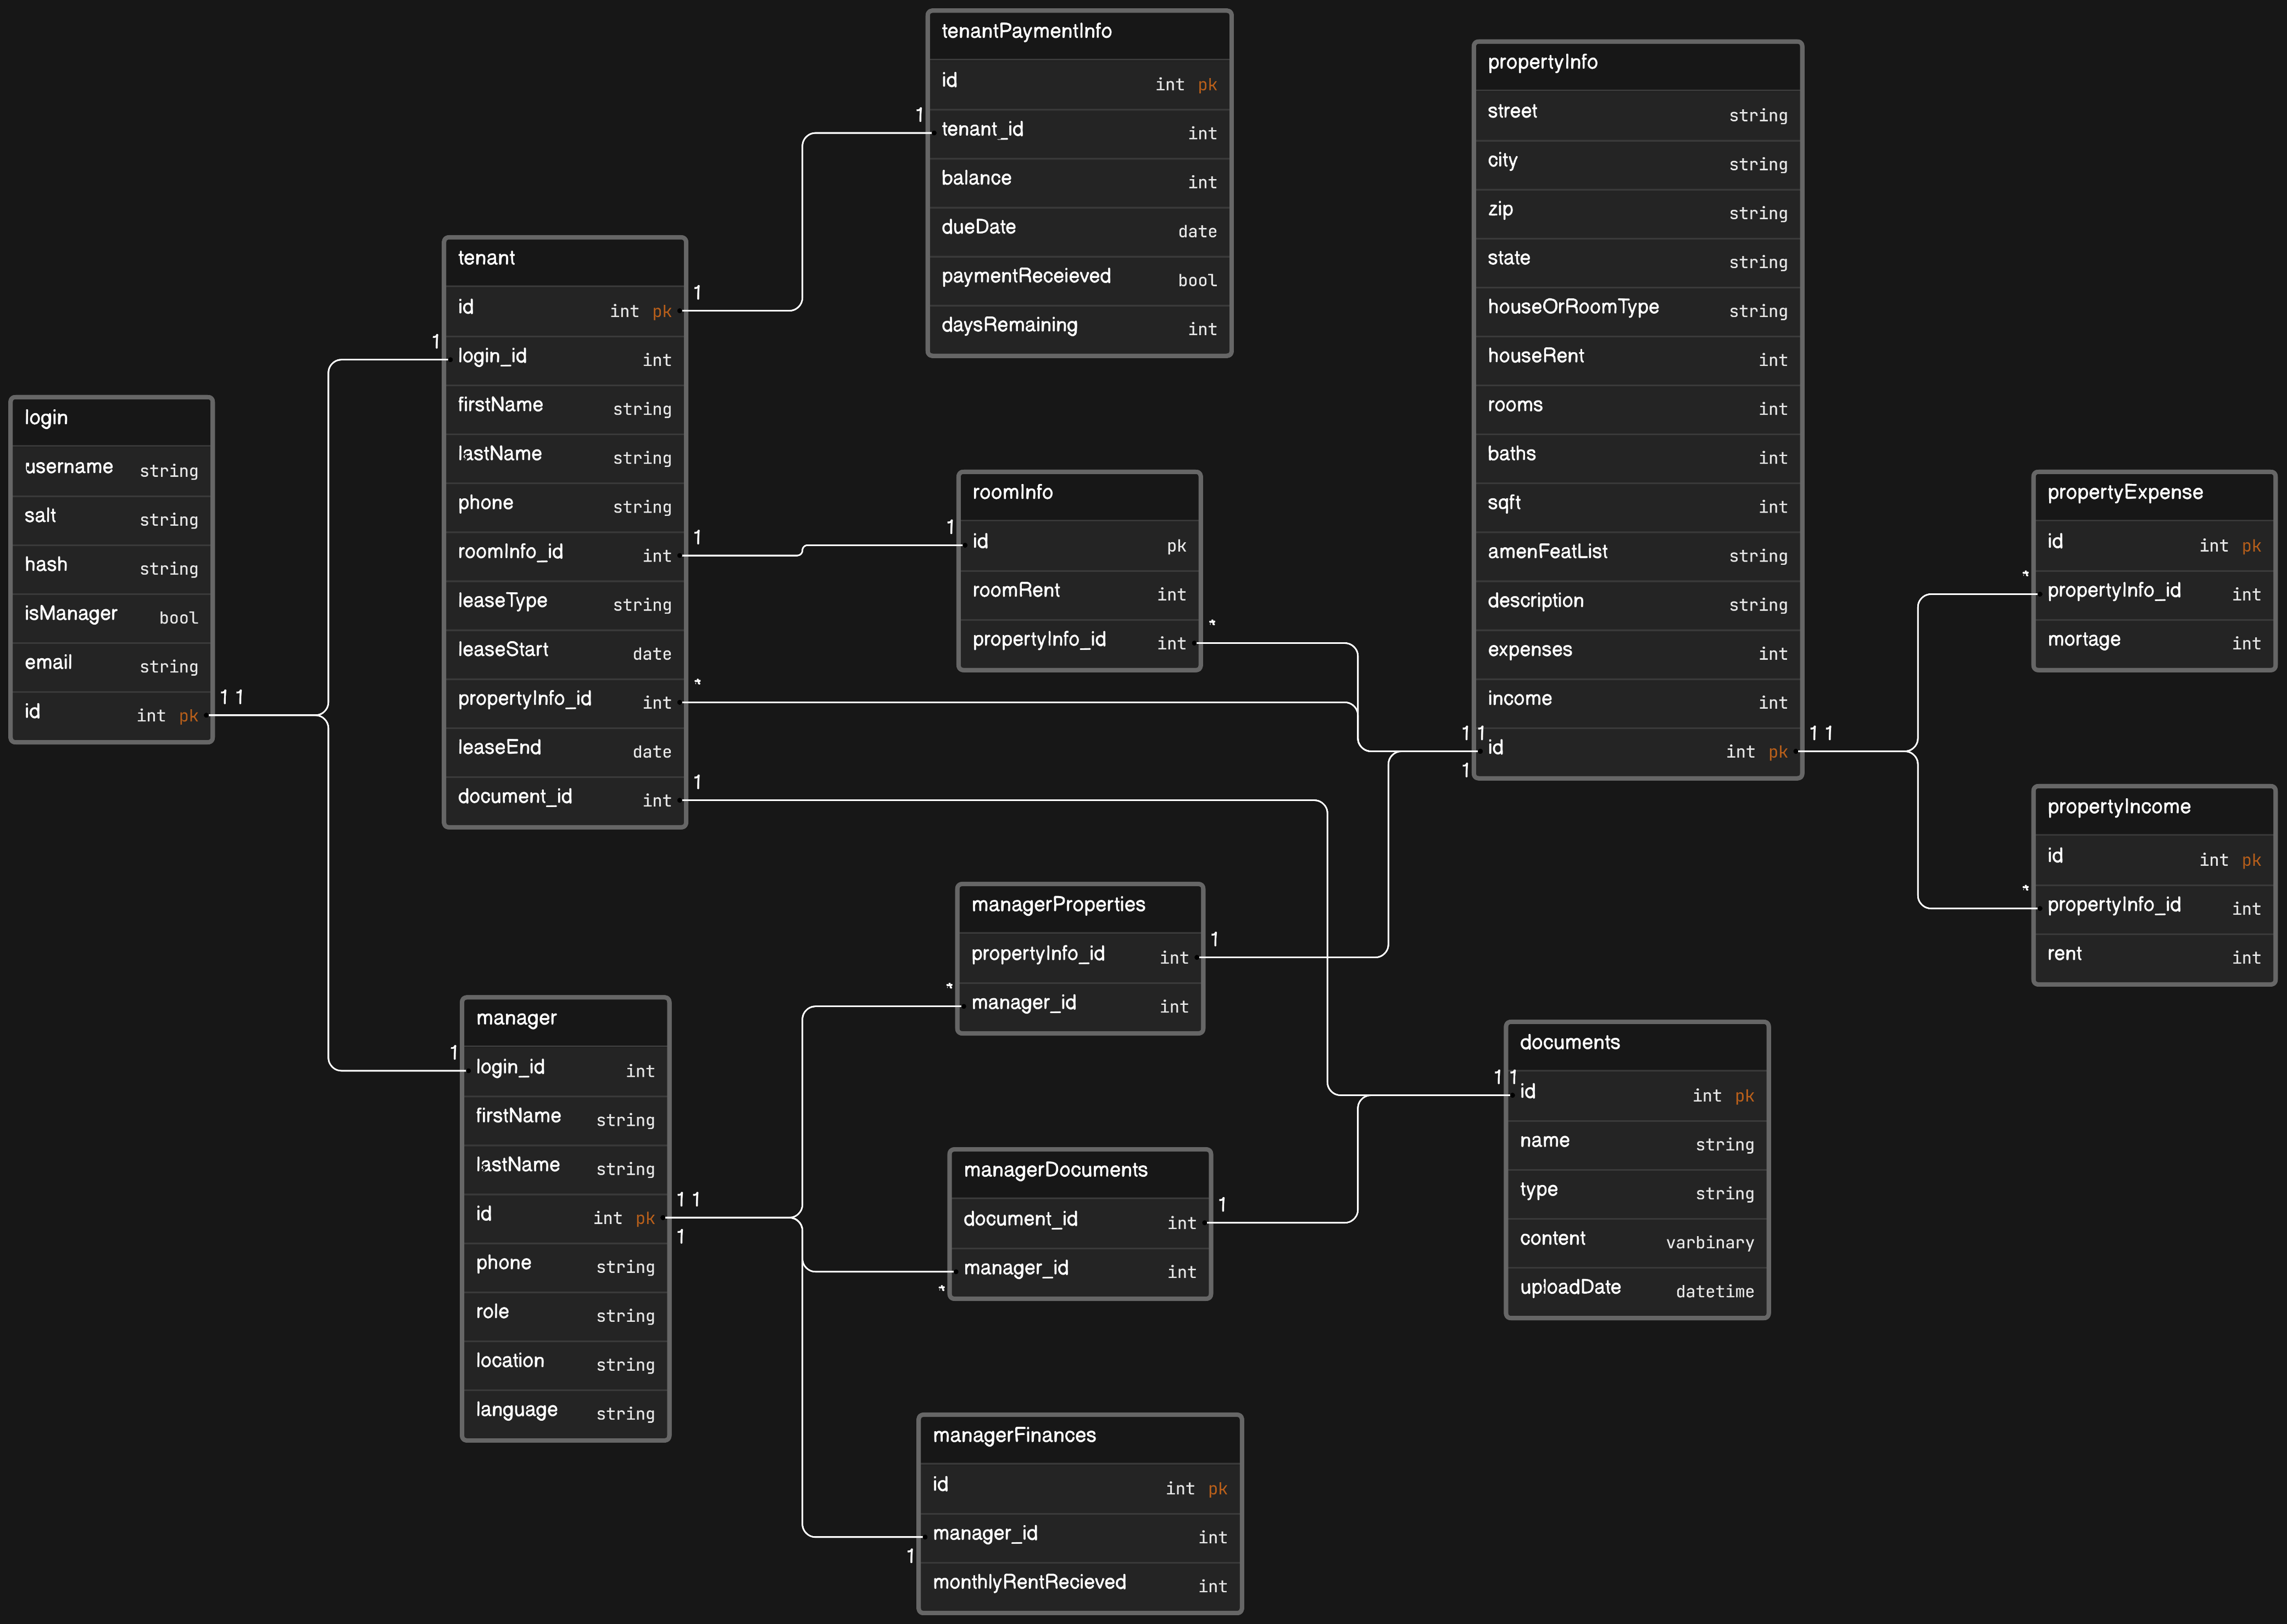 tenantPaymentInfo
id int pk
1
tenant_id int
balance int
dueDate date
paymentReceieved bool
daysRemaining int
propertyInfo
street string
city string
zip string
state string
houseOrRoomType string
houseRent int
rooms int
baths int
sqft int
amenFeatList string
description string
expenses int
income int
1 1
id int pk
1 1
1
tenant
id int pk
1
1
login_id int
firstName string
lastName string
phone string
roomInfo_id int
1
leaseType string
leaseStart date
propertyInfo_id int
*
leaseEnd date
document_id int
1
login
username string
salt string
hash string
isManager bool
email string
id int pk
1 1
roomInfo
1
id pk
roomRent int
propertyInfo_id int
*
propertyExpense
id int pk
*
propertyInfo_id int
mortage int
propertyIncome
id int pk
*
propertyInfo_id int
rent int
managerProperties
propertyInfo_id int
1
*
manager_id int
manager
1
login_id int
firstName string
lastName string
id int pk
1 1
1
phone string
role string
location string
language string
documents
1 1
id int pk
name string
type string
content varbinary
uploadDate datetime
managerDocuments
document_id int
1
manager_id int
*
managerFinances
id int pk
manager_id int
1
monthlyRentRecieved int